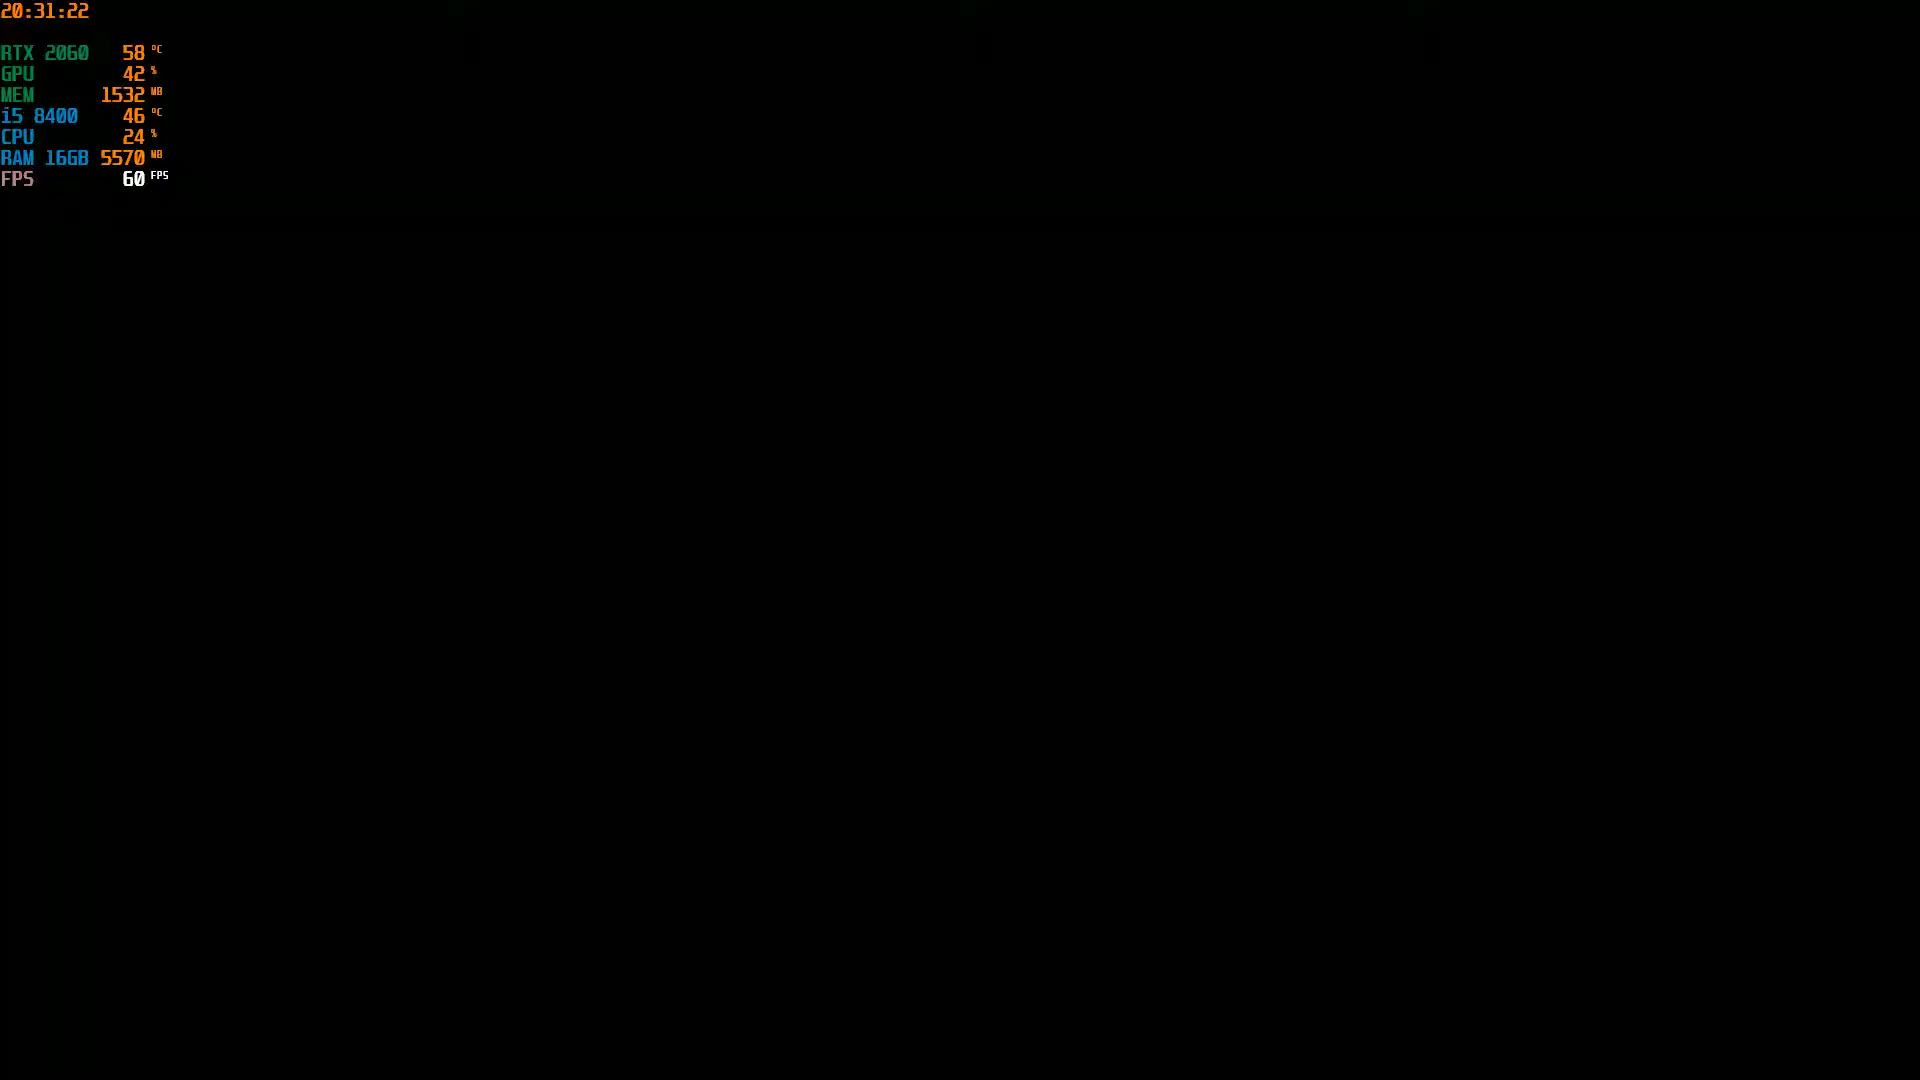 20:31:22
RTX 2060 58 °C
GPU 42 %
MEM 1532 MB
i5 8400 46 °C
CPU 24 %
RAM 16GB 5570 MB
FPS 60 FPS